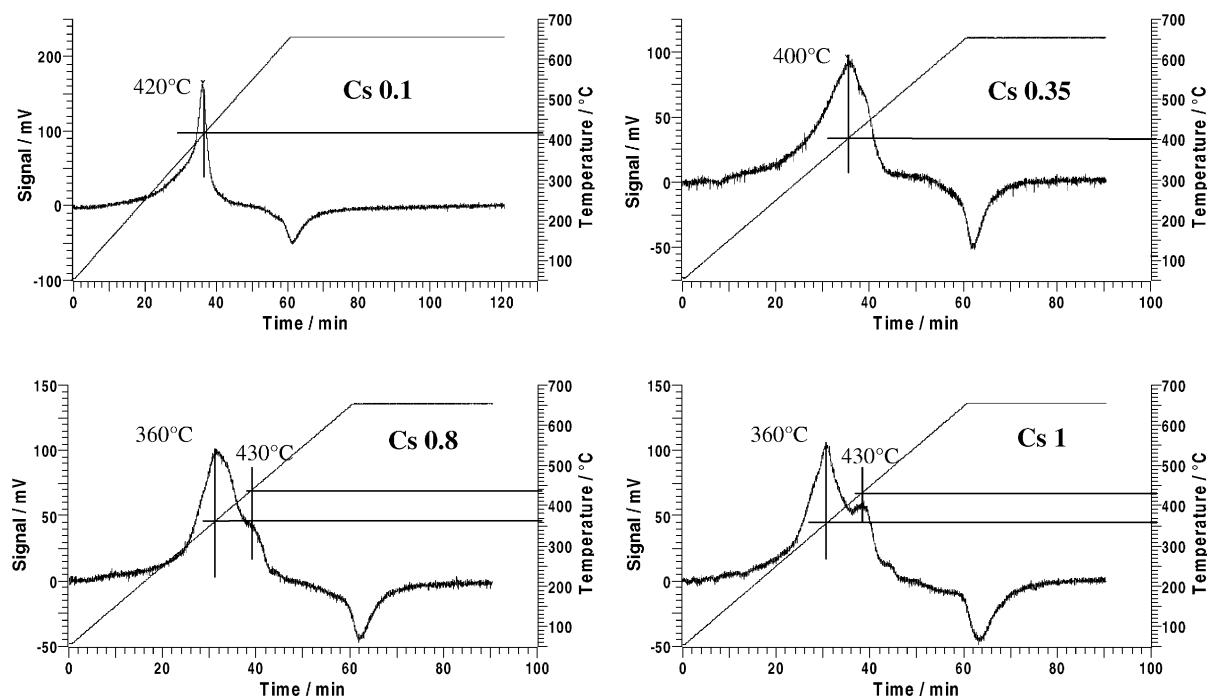 Signal / mV
200
100
0
-100
420°C
Cs 0.1
700
600
500
400
300
200
100
Temperature / °C
0 20 40 60 80 100 120
Time / min
Signal / mV
100
50
0
-50
400°C
Cs 0.35
700
600
500
400
300
200
100
Temperature / °C
0 20 40 60 80 100
Time / min
Signal / mV
150
100
50
0
-50
360°C
430°C
Cs 0.8
700
600
500
400
300
200
100
Temperature / °C
0 20 40 60 80 100
Time / min
Signal / mV
150
100
50
0
-50
360°C
430°C
Cs 1
700
600
500
400
300
200
100
Temperature / °C
0 20 40 60 80 100
Time / min